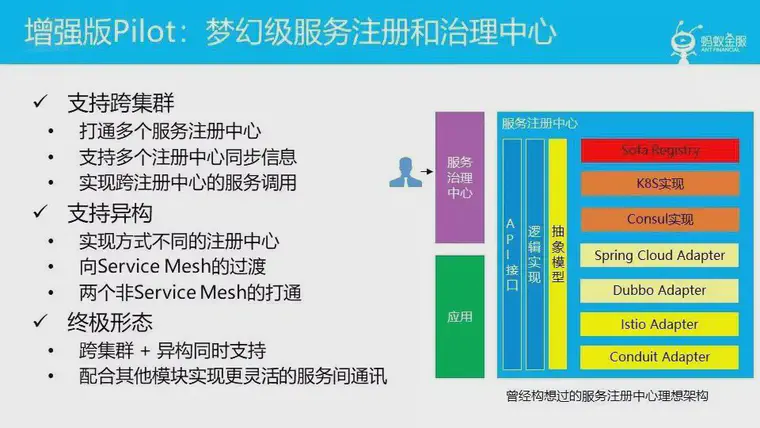 增强版Pilot：梦幻级服务注册和治理中心
蚂蚁金服
ANT FINANCIAL
✓ 支持跨集群
• 打通多个服务注册中心
• 支持多个注册中心同步信息
• 实现跨注册中心的服务调用
✓ 支持异构
• 实现方式不同的注册中心
• 向Service Mesh的过渡
• 两个非Service Mesh的打通
✓ 终极形态
• 跨集群 + 异构同时支持
• 配合其他模块实现更灵活的服务间通讯
服务
治理
中心
应用
服务注册中心
API接口
逻辑实现
抽象模型
Sofa Registry
K8S实现
Consul实现
Spring Cloud Adapter
Dubbo Adapter
Istio Adapter
Conduit Adapter
曾经构想过的服务注册中心理想架构